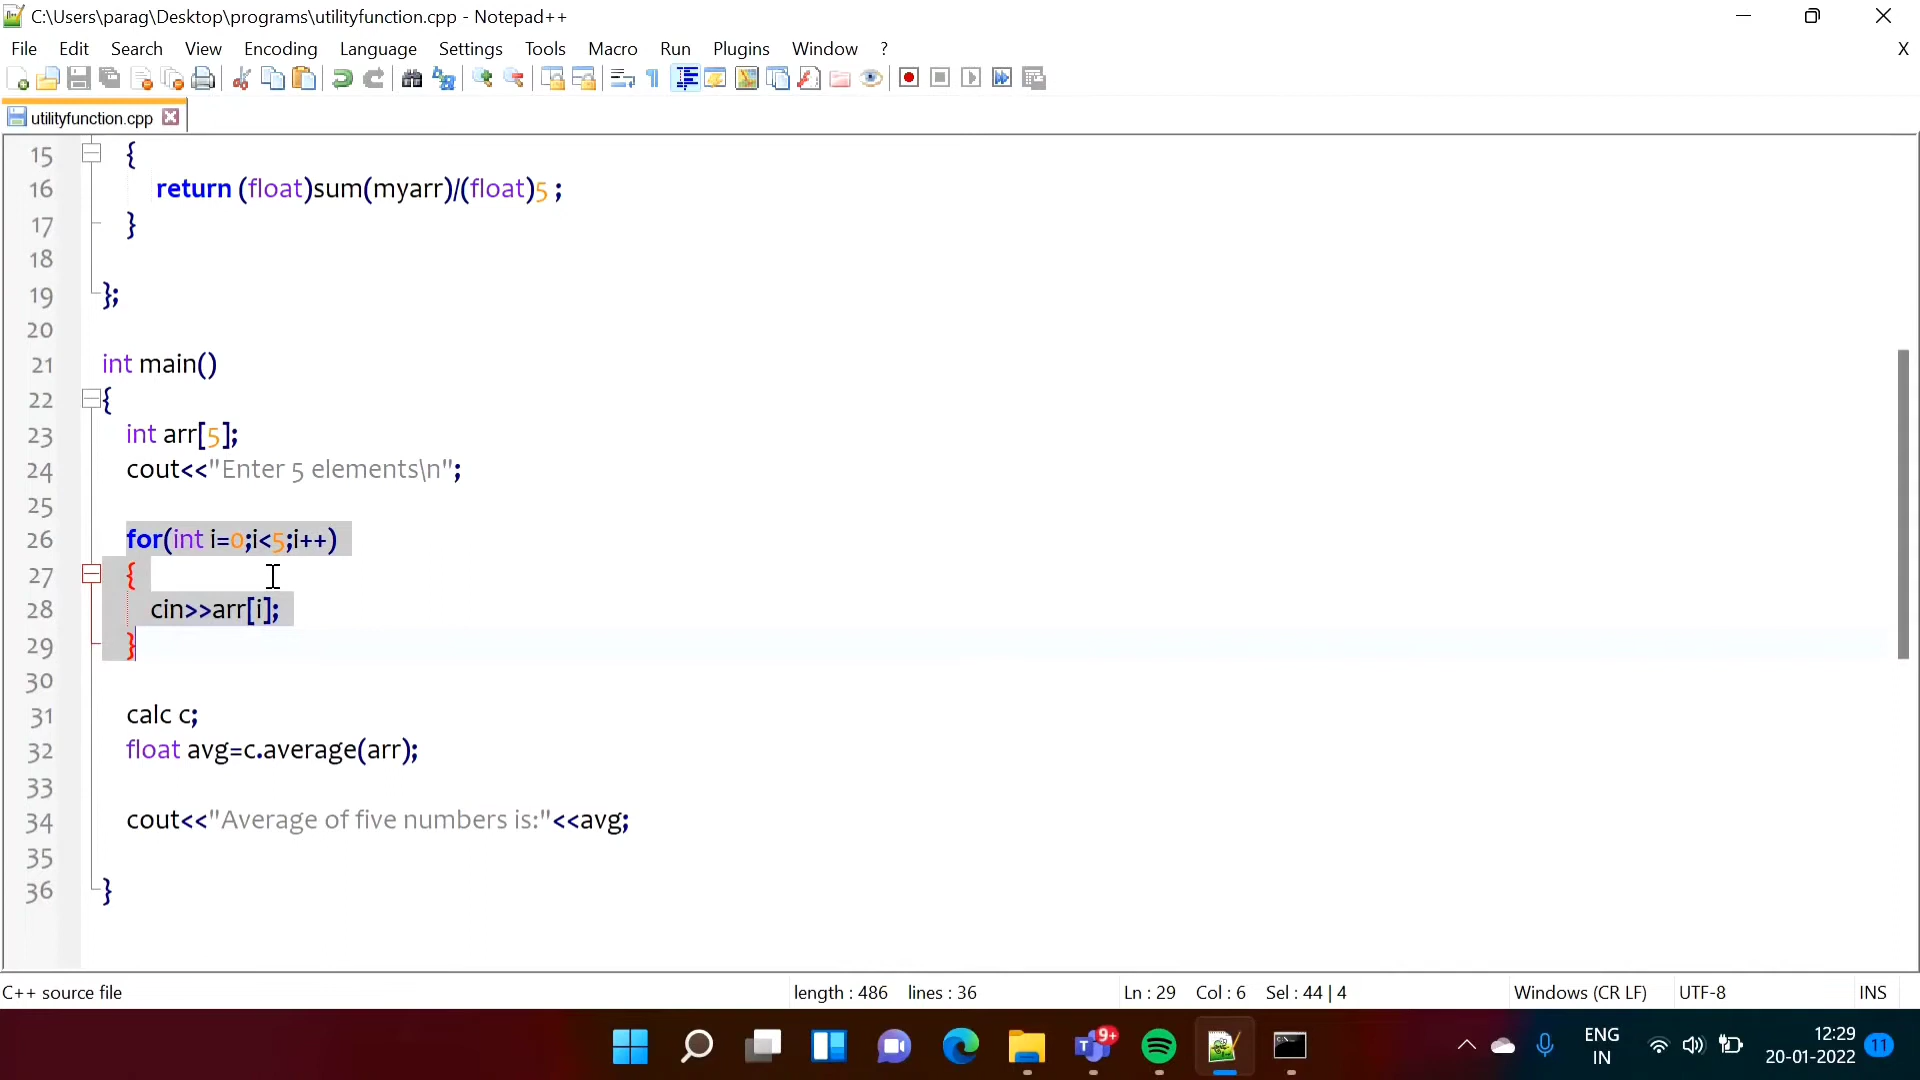 C:\Users\parag\Desktop\programs\utilityfunction.cpp - Notepad++
File Edit Search View Encoding Language Settings Tools Macro Run Plugins Window ? X
utilityfunction.cpp
15 {
16 return (float)sum(myarr)/(float)5 ;
17 }
18
19 };
20
21 int main()
22 {
23 int arr[5];
24 cout<<"Enter 5 elements\n";
25
26 for(int i=0;i<5;i++)
27 {
28 cin>>arr[i];
29 }
30
31 calc c;
32 float avg=c.average(arr);
33
34 cout<<"Average of five numbers is:"<<avg;
35
36 }
C++ source file length : 486 lines : 36 Ln : 29 Col : 6 Sel : 44 | 4 Windows (CR LF) UTF-8 INS
9+ ENG 12:29
IN 20-01-2022 11